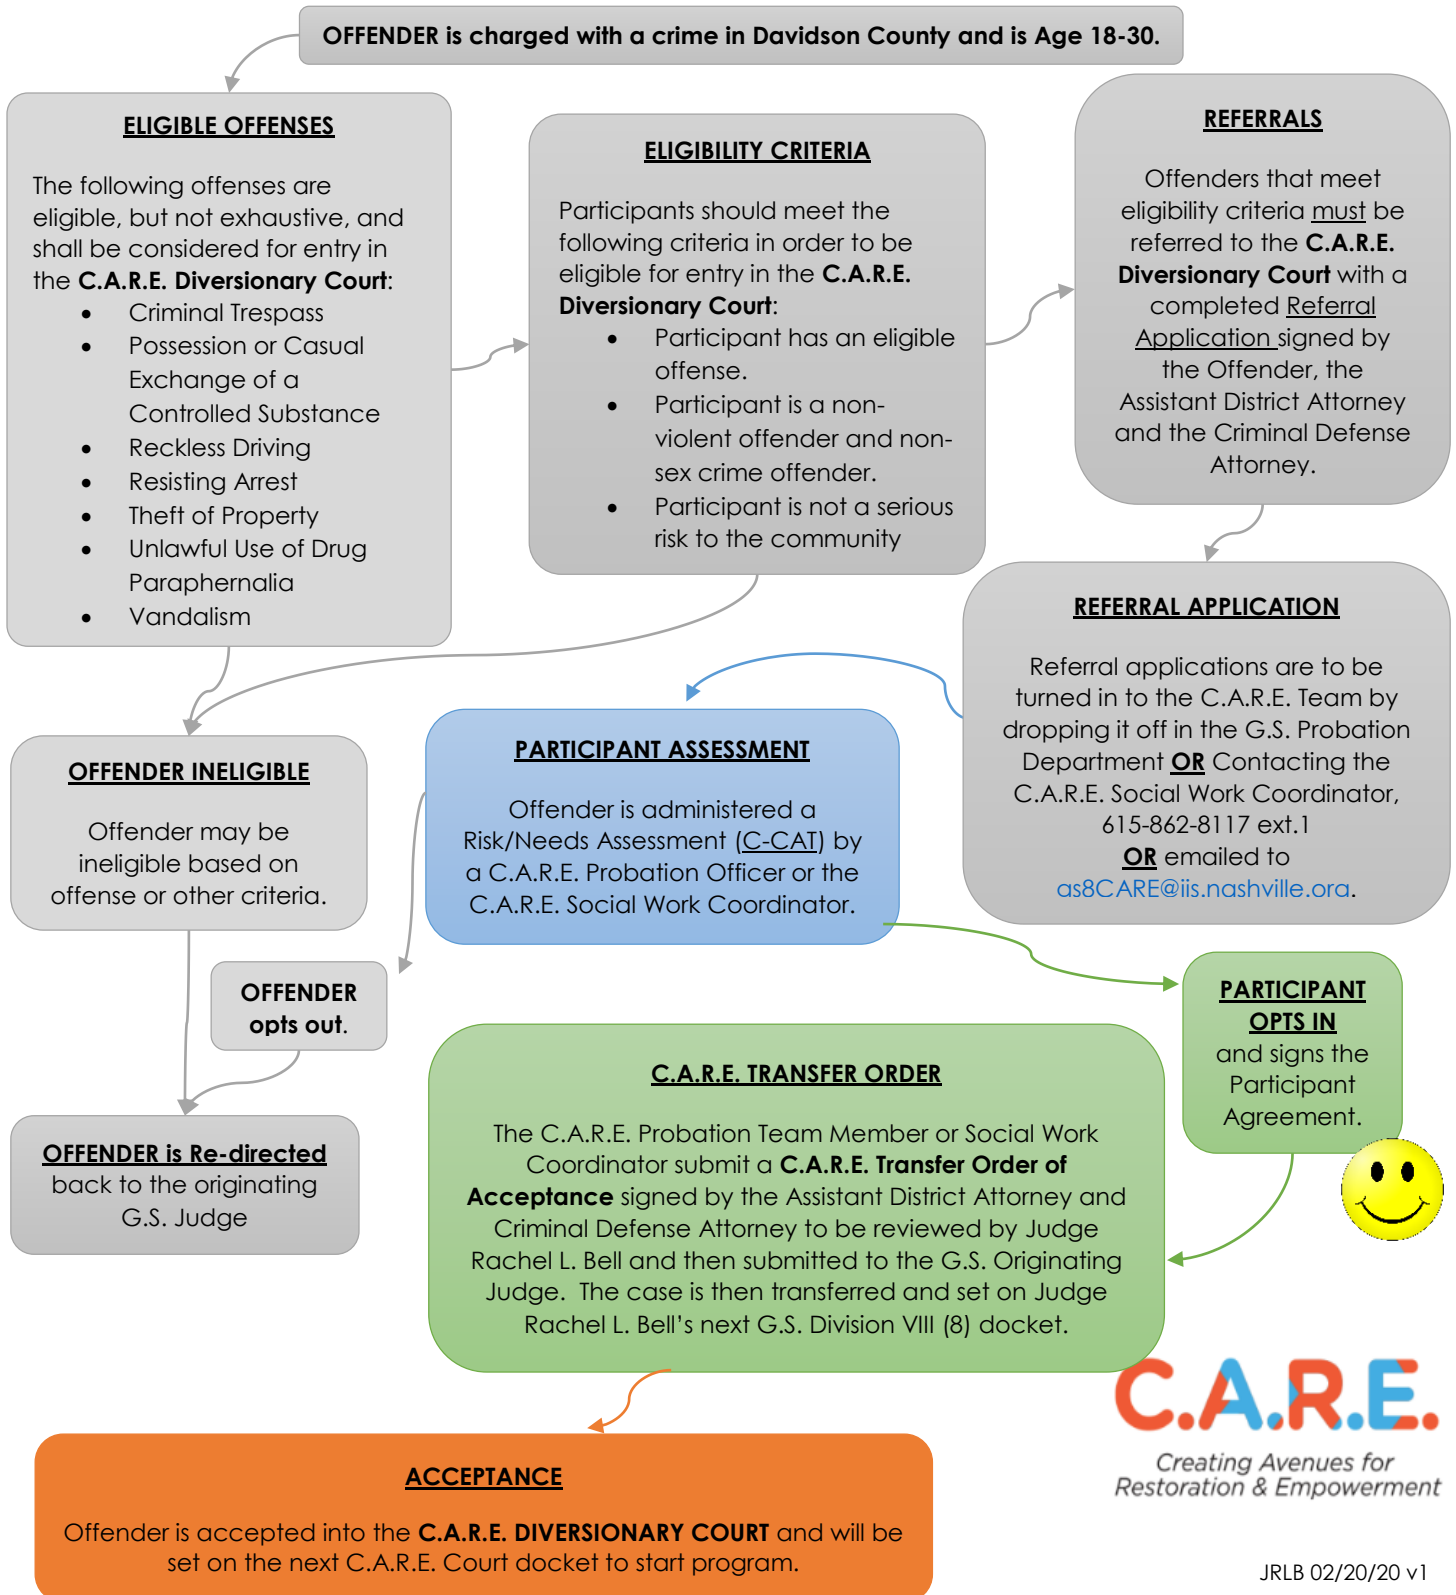 OFFENDER is charged with a crime in Davidson County and is Age 18-30.
ELIGIBLE OFFENSES
The following offenses are
eligible, but not exhaustive, and
shall be considered for entry in
the C.A.R.E. Diversionary Court:
• Criminal Trespass
• Possession or Casual
Exchange of a
Controlled Substance
• Reckless Driving
• Resisting Arrest
• Theft of Property
• Unlawful Use of Drug
Paraphernalia
• Vandalism
ELIGIBILITY CRITERIA
Participants should meet the
following criteria in order to be
eligible for entry in the C.A.R.E.
Diversionary Court:
• Participant has an eligible
offense.
• Participant is a non-
violent offender and non-
sex crime offender.
• Participant is not a serious
risk to the community
REFERRALS
Offenders that meet
eligibility criteria must be
referred to the C.A.R.E.
Diversionary Court with a
completed Referral
Application signed by
the Offender, the
Assistant District Attorney
and the Criminal Defense
Attorney.
REFERRAL APPLICATION
Referral applications are to be
turned in to the C.A.R.E. Team by
dropping it off in the G.S. Probation
Department OR Contacting the
C.A.R.E. Social Work Coordinator,
615-862-8117 ext.1
OR emailed to
PARTICIPANT ASSESSMENT
Offender is administered a
Risk/Needs Assessment (C-CAT) by
a C.A.R.E. Probation Officer or the
C.A.R.E. Social Work Coordinator.
OFFENDER INELIGIBLE
Offender may be
ineligible based on
offense or other criteria.
OFFENDER
opts out.
OFFENDER is Re-directed
back to the originating
G.S. Judge
PARTICIPANT
OPTS IN
and signs the
Participant
Agreement.
C.A.R.E. TRANSFER ORDER
The C.A.R.E. Probation Team Member or Social Work
Coordinator submit a C.A.R.E. Transfer Order of
Acceptance signed by the Assistant District Attorney and
Criminal Defense Attorney to be reviewed by Judge
Rachel L. Bell and then submitted to the G.S. Originating
Judge. The case is then transferred and set on Judge
Rachel L. Bell's next G.S. Division VIII (8) docket.
ACCEPTANCE
Offender is accepted into the C.A.R.E. DIVERSIONARY COURT and will be
set on the next C.A.R.E. Court docket to start program.
C.A.R.E.
Creating Avenues for
Restoration & Empowerment
JRLB 02/20/20 v1